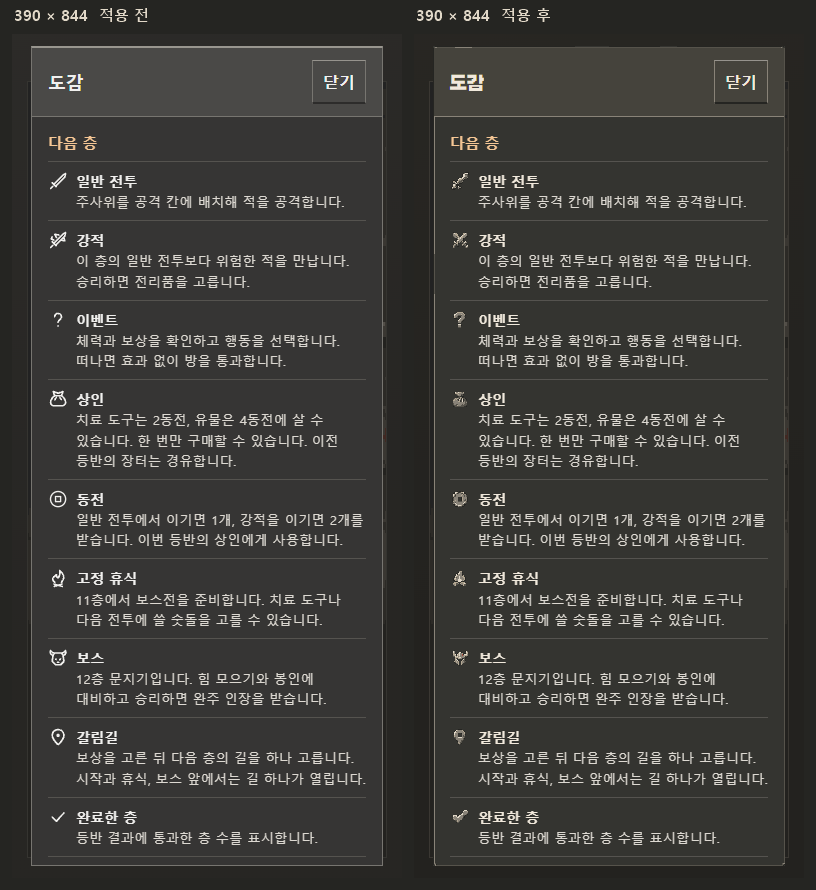 390 × 844 적용 전
도감
닫기
다음 층
일반 전투
주사위를 공격 칸에 배치해 적을 공격합니다.
강적
이 층의 일반 전투보다 위험한 적을 만납니다.
승리하면 전리품을 고릅니다.
이벤트
체력과 보상을 확인하고 행동을 선택합니다.
떠나면 효과 없이 방을 통과합니다.
상인
치료 도구는 2동전, 유물은 4동전에 살 수
있습니다. 한 번만 구매할 수 있습니다. 이전
등반의 장터는 경유합니다.
동전
일반 전투에서 이기면 1개, 강적을 이기면 2개를
받습니다. 이번 등반의 상인에게 사용합니다.
고정 휴식
11층에서 보스전을 준비합니다. 치료 도구나
다음 전투에 쓸 숫돌을 고를 수 있습니다.
보스
12층 문지기입니다. 힘 모으기와 봉인에
대비하고 승리하면 완주 인장을 받습니다.
갈림길
보상을 고른 뒤 다음 층의 길을 하나 고릅니다.
시작과 휴식, 보스 앞에서는 길 하나가 열립니다.
완료한 층
등반 결과에 통과한 층 수를 표시합니다.
390 × 844 적용 후
도감
닫기
다음 층
일반 전투
주사위를 공격 칸에 배치해 적을 공격합니다.
강적
이 층의 일반 전투보다 위험한 적을 만납니다.
승리하면 전리품을 고릅니다.
이벤트
체력과 보상을 확인하고 행동을 선택합니다.
떠나면 효과 없이 방을 통과합니다.
상인
치료 도구는 2동전, 유물은 4동전에 살 수
있습니다. 한 번만 구매할 수 있습니다. 이전
등반의 장터는 경유합니다.
동전
일반 전투에서 이기면 1개, 강적을 이기면 2개를
받습니다. 이번 등반의 상인에게 사용합니다.
고정 휴식
11층에서 보스전을 준비합니다. 치료 도구나
다음 전투에 쓸 숫돌을 고를 수 있습니다.
보스
12층 문지기입니다. 힘 모으기와 봉인에
대비하고 승리하면 완주 인장을 받습니다.
갈림길
보상을 고른 뒤 다음 층의 길을 하나 고릅니다.
시작과 휴식, 보스 앞에서는 길 하나가 열립니다.
완료한 층
등반 결과에 통과한 층 수를 표시합니다.